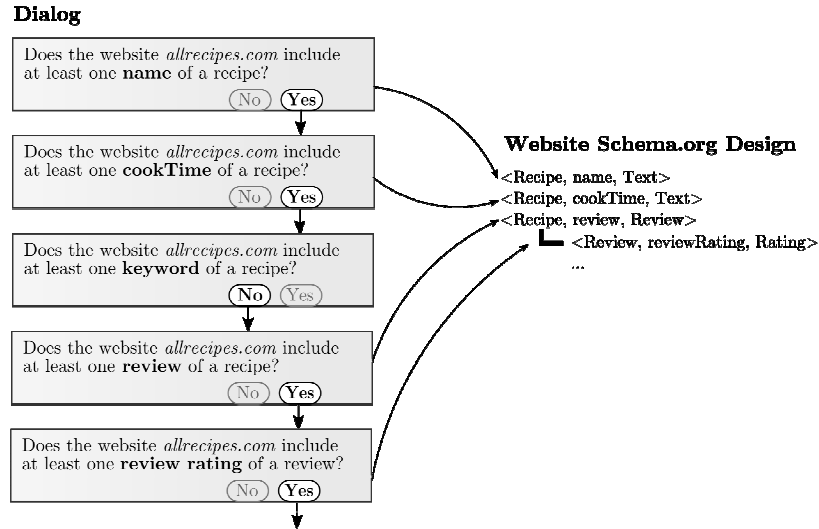 Dialog
Does the website allrecipes.com include
at least one name of a recipe?
No Yes
Does the website allrecipes.com include
at least one cookTime of a recipe?
No Yes
Does the website allrecipes.com include
at least one keyword of a recipe?
No Yes
Does the website allrecipes.com include
at least one review of a recipe?
No Yes
Does the website allrecipes.com include
at least one review rating of a review?
No Yes
Website Schema.org Design
<Recipe, name, Text>
<Recipe, cookTime, Text>
<Recipe, review, Review>
<Review, reviewRating, Rating>
...